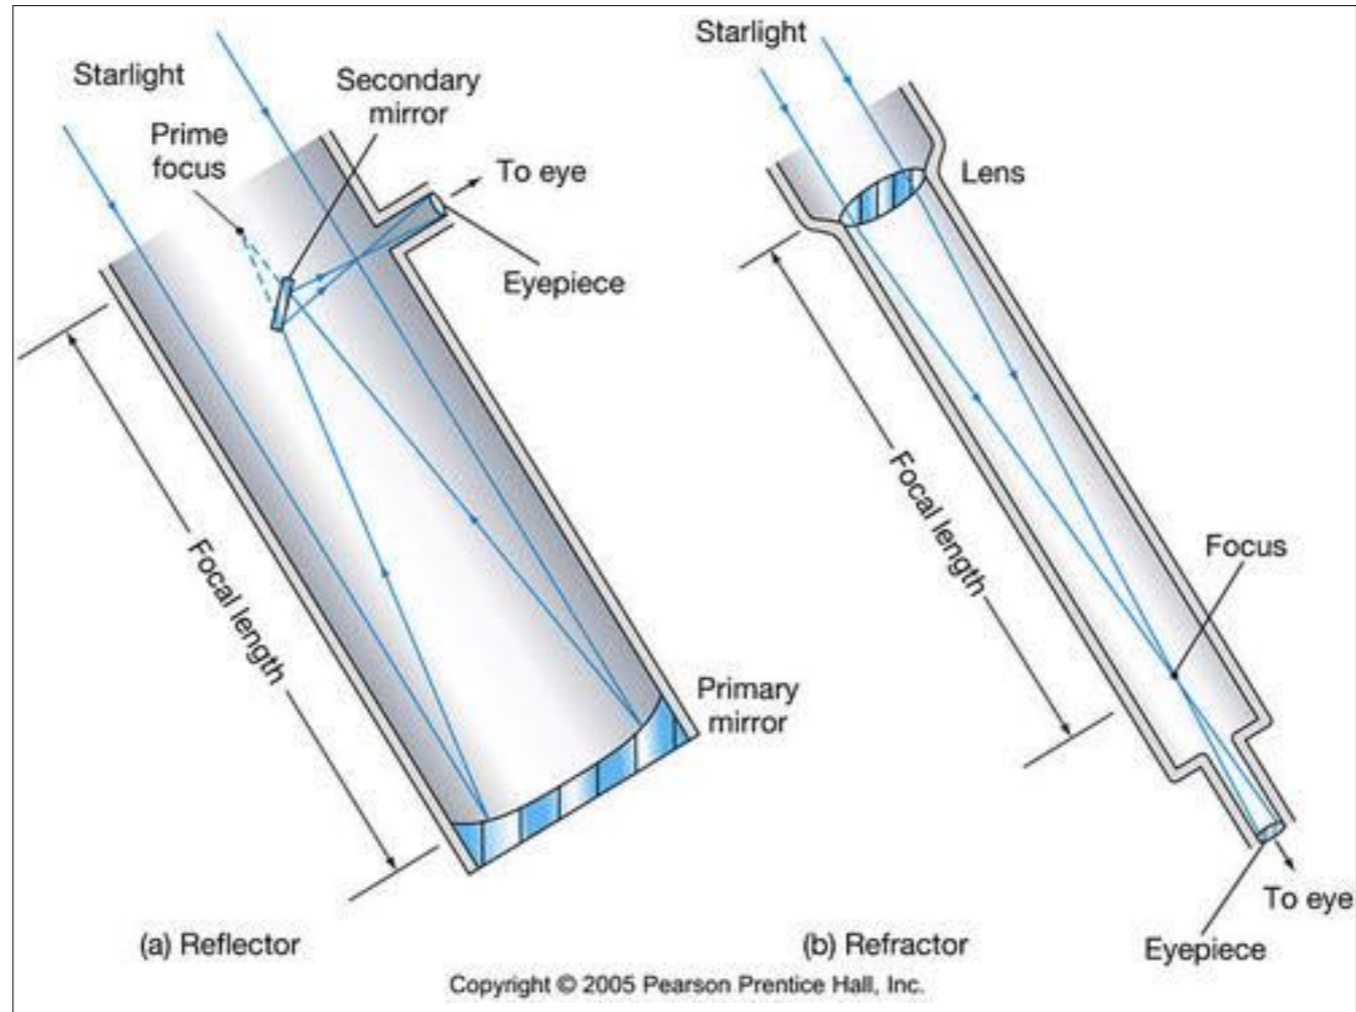 Starlight
Secondary
mirror
Prime
focus
To eye
Eyepiece
Focal length
Primary
mirror
(a) Reflector
Starlight
Lens
Focal length
Focus
To eye
Eyepiece
(b) Refractor
Copyright © 2005 Pearson Prentice Hall, Inc.